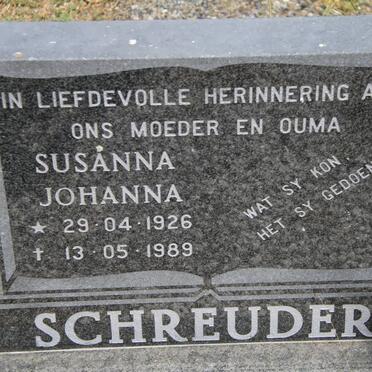 IN LIEFDEVOLLE HERINNERING A
ONS MOEDER EN OUMA
SUSANNA
JOHANNA
★ 29·04·1926
✝ 13·05·1989
WAT SY KON,
HET SY GEDOEN
SCHREUDER